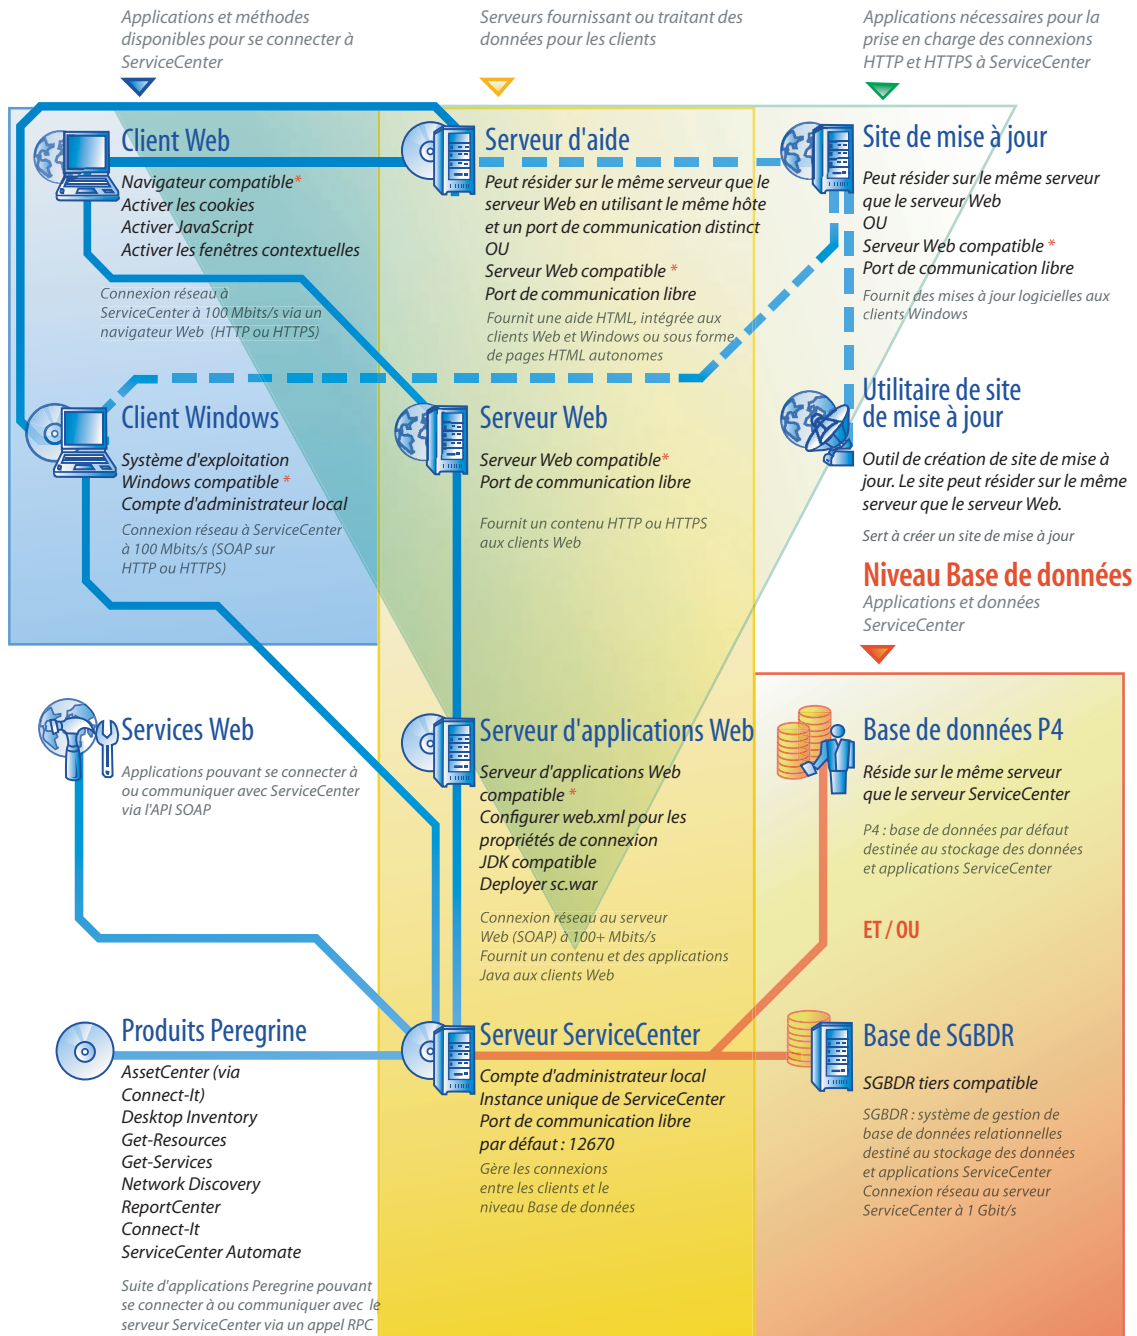 Applications et méthodes
disponibles pour se connecter à
ServiceCenter
Serveurs fournissant ou traitant des
données pour les clients
Applications nécessaires pour la
prise en charge des connexions
HTTP et HTTPS à ServiceCenter
Client Web
Navigateur compatible*
Activer les cookies
Activer JavaScript
Activer les fenêtres contextuelles
Connexion réseau à
ServiceCenter à 100 Mbits/s via un
navigateur Web (HTTP ou HTTPS)
Serveur d'aide
Peut résider sur le même serveur que le
serveur Web en utilisant le même hôte
et un port de communication distinct
OU
Serveur Web compatible *
Port de communication libre
Fournit une aide HTML, intégrée aux
clients Web et Windows ou sous forme
de pages HTML autonomes
Site de mise à jour
Peut résider sur le même serveur
que le serveur Web
OU
Serveur Web compatible *
Port de communication libre
Fournit des mises à jour logicielles aux
clients Windows
Client Windows
Système d'exploitation
Windows compatible *
Compte d'administrateur local
Connexion réseau à ServiceCenter
à 100 Mbits/s (SOAP sur
HTTP ou HTTPS)
Serveur Web
Serveur Web compatible*
Port de communication libre
Fournit un contenu HTTP ou HTTPS
aux clients Web
Utilitaire de site
de mise à jour
Outil de création de site de mise à
jour. Le site peut résider sur le même
serveur que le serveur Web.
Sert à créer un site de mise à jour
Niveau Base de données
Applications et données
ServiceCenter
Services Web
Applications pouvant se connecter à
ou communiquer avec ServiceCenter
via l'API SOAP
Serveur d'applications Web
Serveur d'applications Web
compatible *
Configurer web.xml pour les
propriétés de connexion
JDK compatible
Deployer sc.war
Connexion réseau au serveur
Web (SOAP) à 100+ Mbits/s
Fournit un contenu et des applications
Java aux clients Web
Base de données P4
Réside sur le même serveur
que le serveur ServiceCenter
P4 : base de données par défaut
destinée au stockage des données
et applications ServiceCenter
ET / OU
Produits Peregrine
AssetCenter (via
Connect-It)
Desktop Inventory
Get-Resources
Get-Services
Network Discovery
ReportCenter
Connect-It
ServiceCenter Automate
Suite d'applications Peregrine pouvant
se connecter à ou communiquer avec le
serveur ServiceCenter via un appel RPC
Serveur ServiceCenter
Compte d'administrateur local
Instance unique de ServiceCenter
Port de communication libre
par défaut : 12670
Gère les connexions
entre les clients et le
niveau Base de données
Base de SGBDR
SGBDR tiers compatible
SGBDR : système de gestion de
base de données relationnelles
destiné au stockage des données
et applications ServiceCenter
Connexion réseau au serveur
ServiceCenter à 1 Gbit/s